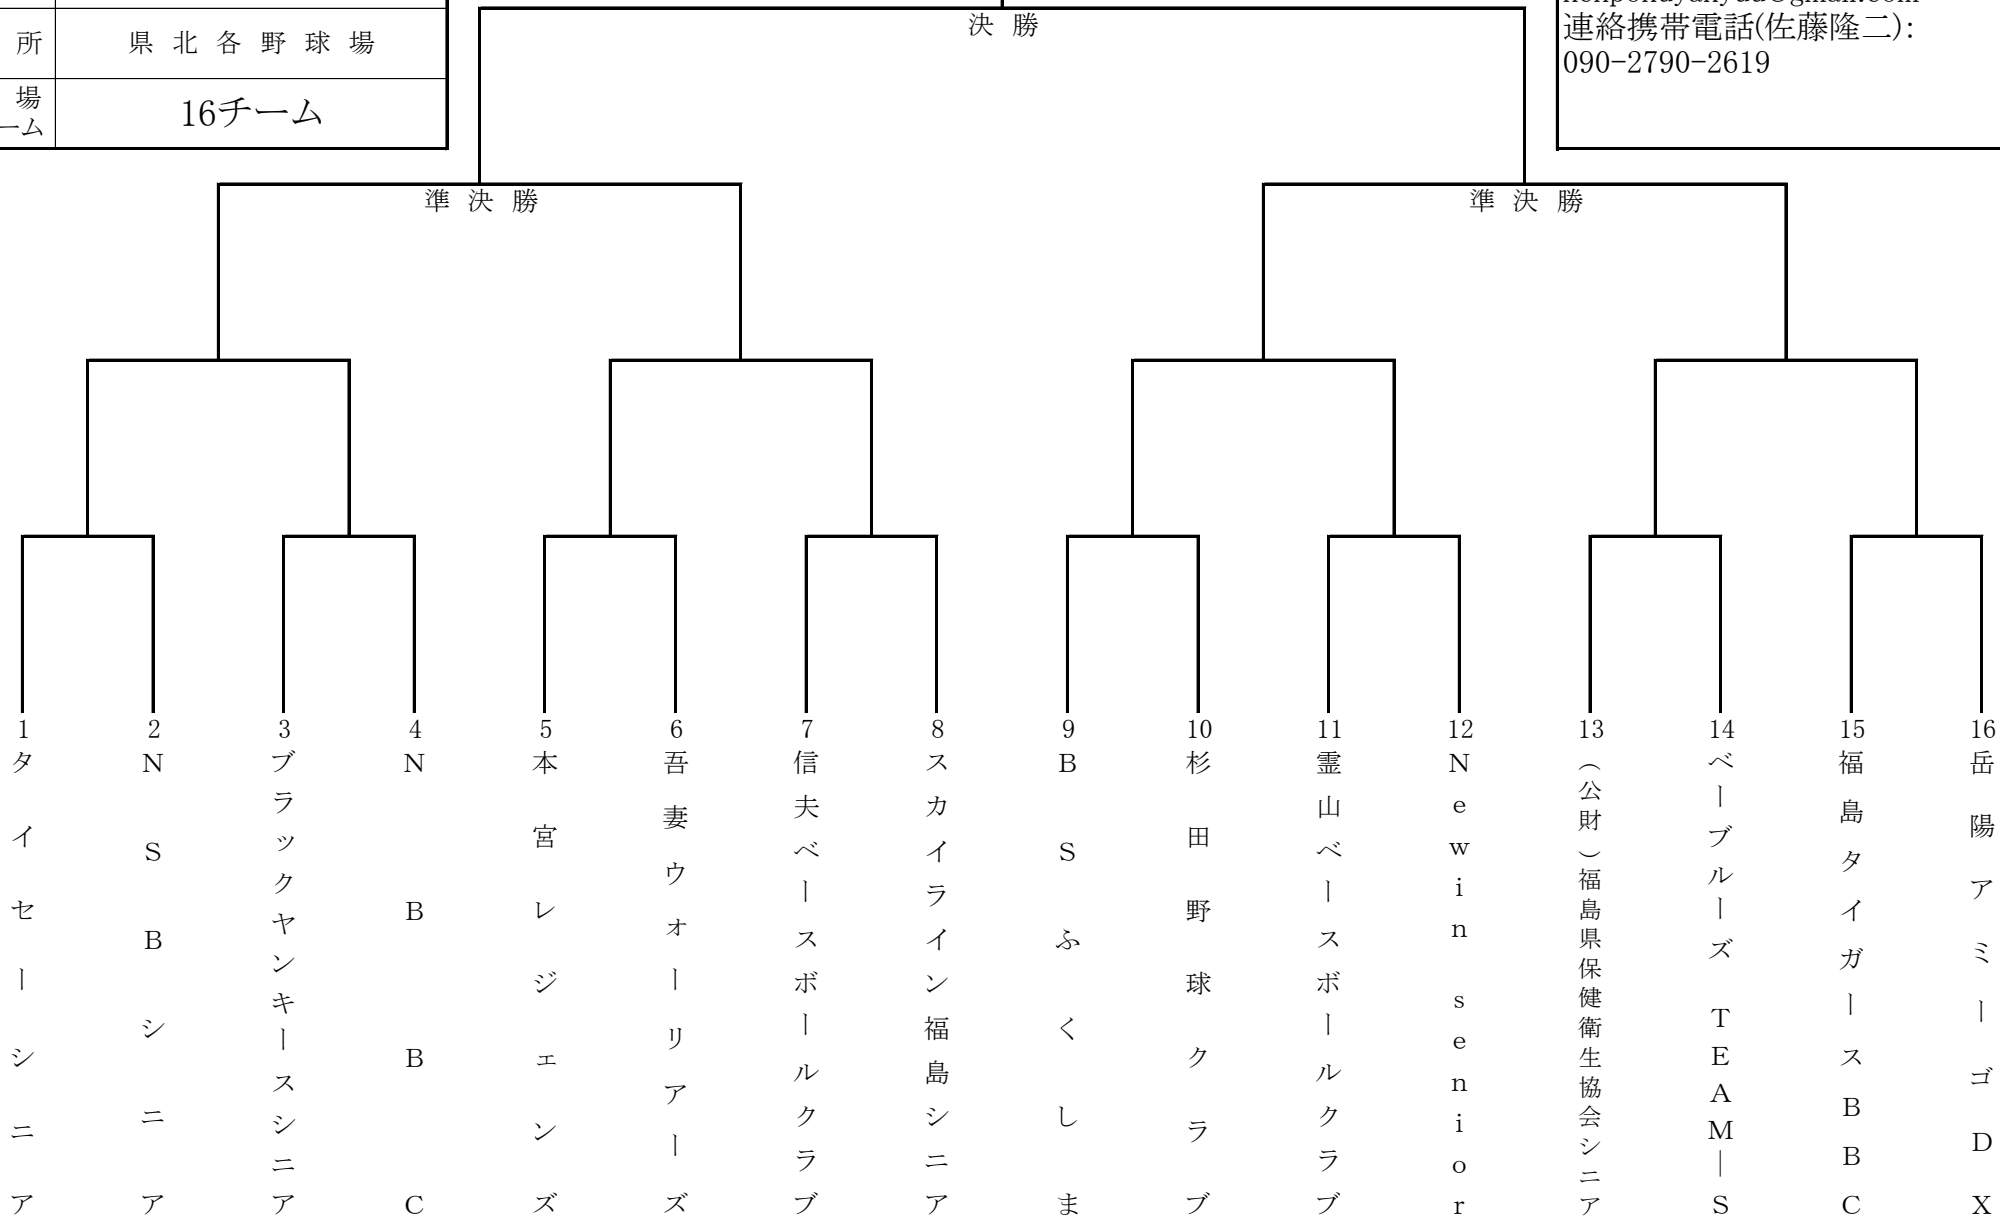 決勝
所 県北各野球場
場
ーム 16チーム
連絡携帯電話(佐藤隆二):
090-2790-2619
準決勝
準決勝
1
タイセーシニア
2
NSBシニア
3
ブラックヤンキースシニア
4
NBBC
5
本宮レジェンズ
6
吾妻ウォーリアーズ
7
信夫ベースボールクラブ
8
スカイライン福島シニア
9
BSふくしま
10
杉田野球クラブ
11
霊山ベースボールクラブ
12
Newin senior
13
(公財)福島県保健衛生協会シニア
14
ベーブルーズ TEAM―S
15
福島タイガースBBC
16
岳陽アミーゴDX